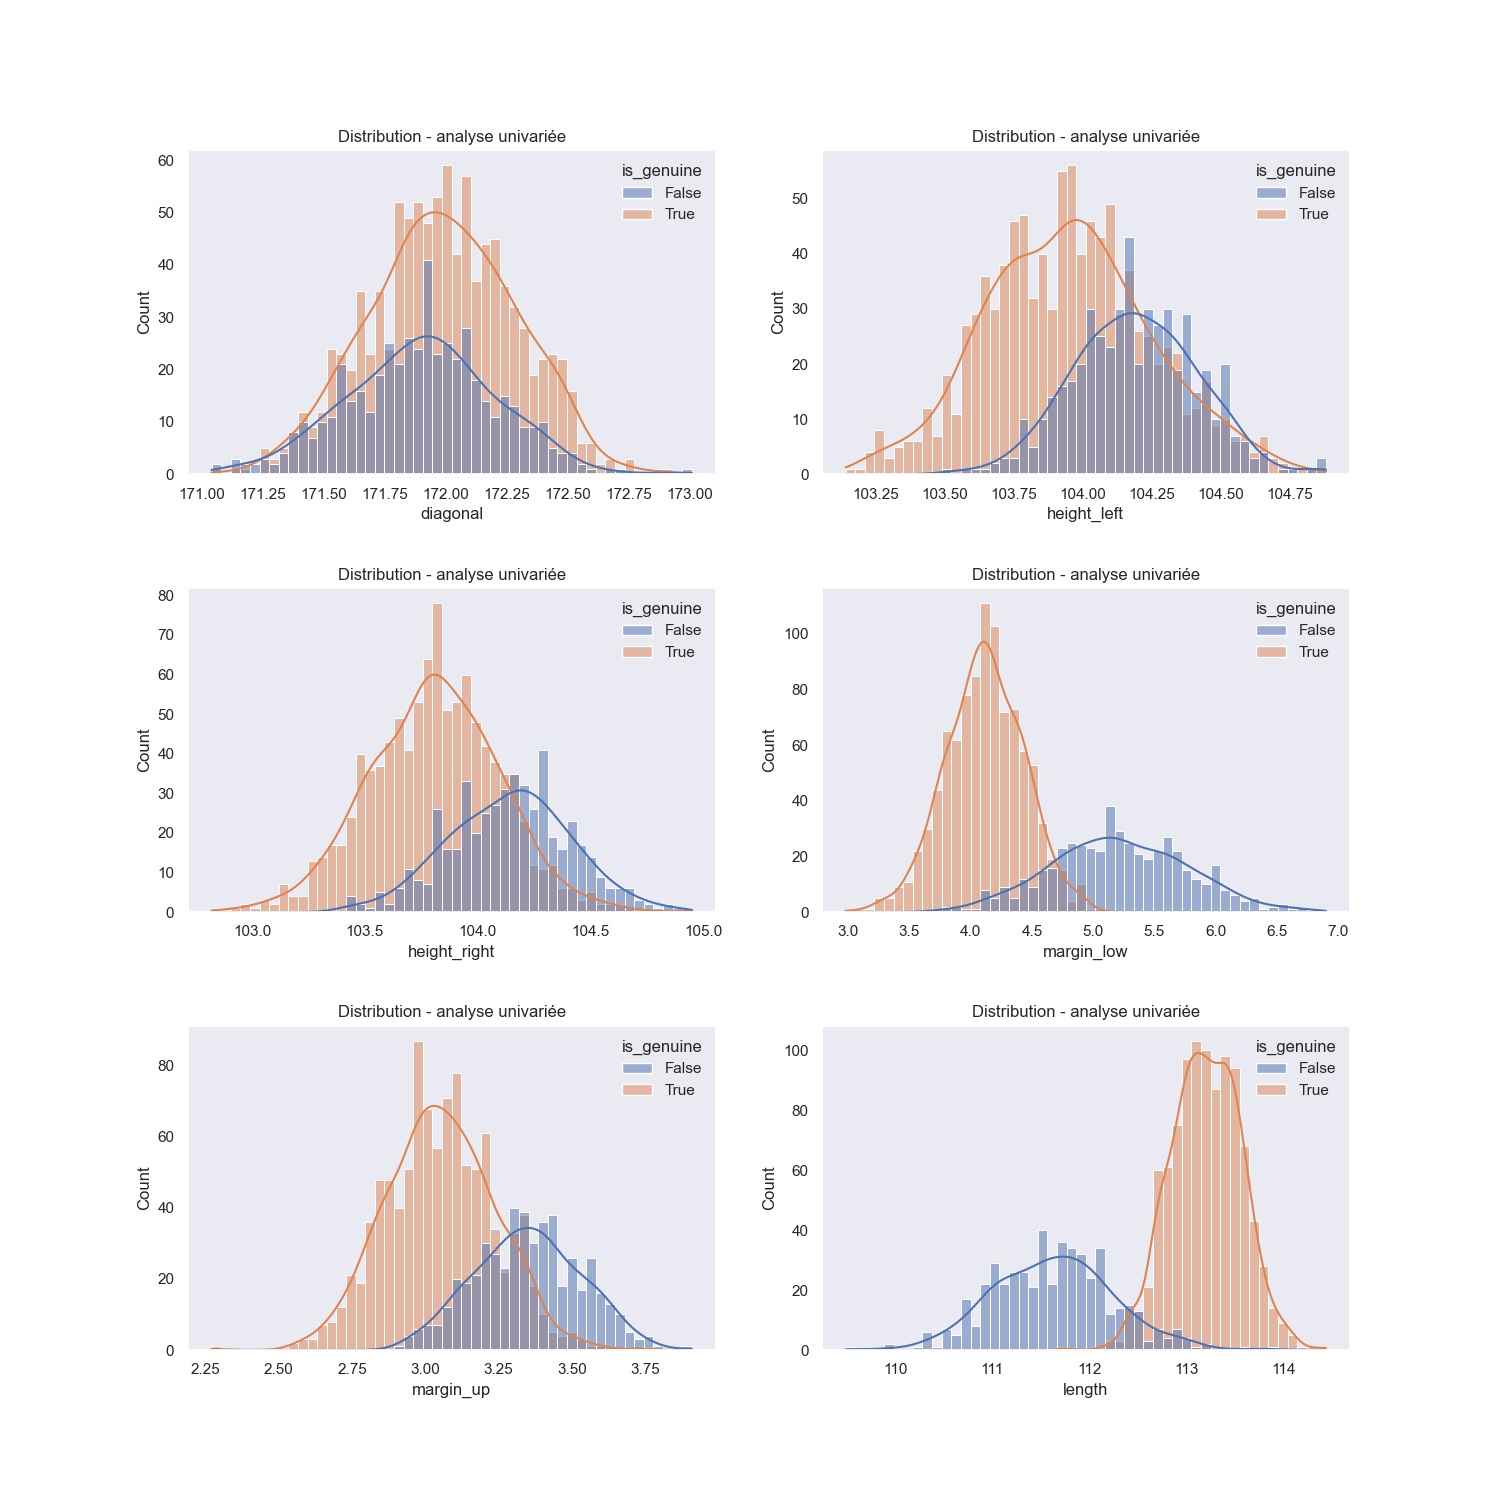 Distribution - analyse univariée
is_genuine
False
True
60
50
40
30
20
10
0
Count
171.00 171.25 171.50 171.75 172.00 172.25 172.50 172.75 173.00
diagonal
Distribution - analyse univariée
is_genuine
False
True
50
40
30
20
10
0
Count
103.25 103.50 103.75 104.00 104.25 104.50 104.75
height_left
Distribution - analyse univariée
is_genuine
False
True
80
70
60
50
40
30
20
10
0
Count
103.0 103.5 104.0 104.5 105.0
height_right
Distribution - analyse univariée
is_genuine
False
True
100
80
60
40
20
0
Count
3.0 3.5 4.0 4.5 5.0 5.5 6.0 6.5 7.0
margin_low
Distribution - analyse univariée
is_genuine
False
True
80
60
40
20
0
Count
2.25 2.50 2.75 3.00 3.25 3.50 3.75
margin_up
Distribution - analyse univariée
is_genuine
False
True
100
80
60
40
20
0
Count
110 111 112 113 114
length